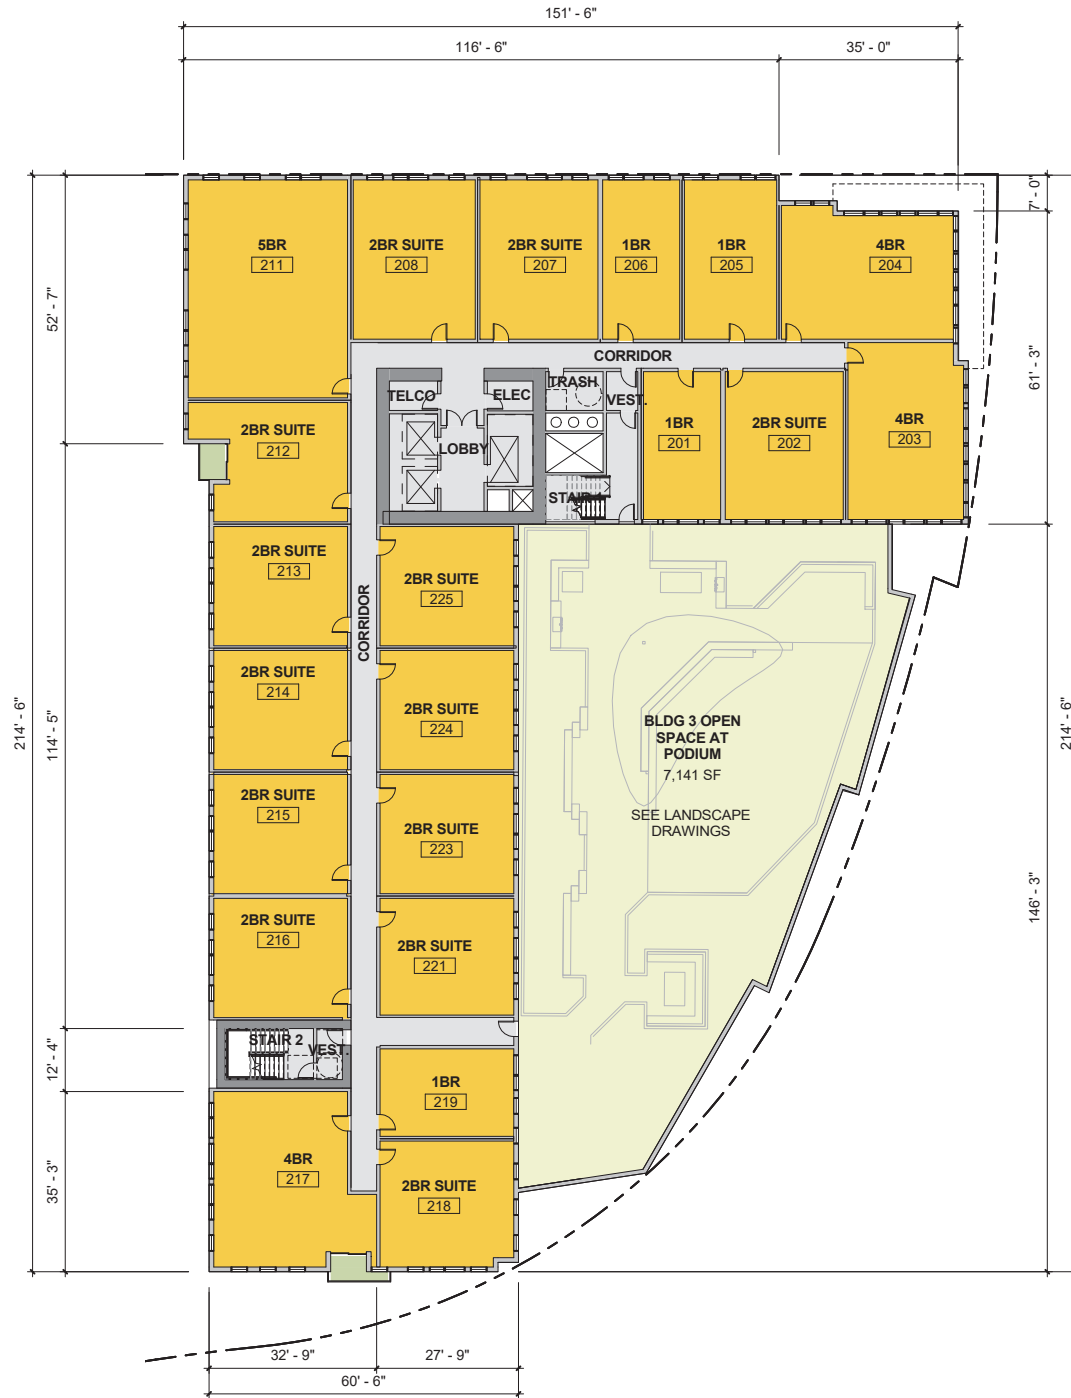 151' - 6"
116' - 6"
35' - 0"
7' - 0"
5BR
211
2BR SUITE
208
2BR SUITE
207
1BR
206
1BR
205
4BR
204
52' - 7"
61' - 3"
CORRIDOR
TELCO
ELEC
TRASH
VEST.
LOBBY
STAIR 1
1BR
201
2BR SUITE
202
4BR
203
2BR SUITE
212
2BR SUITE
213
2BR SUITE
225
CORRIDOR
2BR SUITE
214
2BR SUITE
224
214' - 6"
114' - 5"
214' - 6"
BLDG 3 OPEN
SPACE AT
PODIUM
7,141 SF
SEE LANDSCAPE
DRAWINGS
2BR SUITE
215
2BR SUITE
223
2BR SUITE
216
2BR SUITE
221
146' - 3"
STAIR 2
VEST.
12' - 4"
1BR
219
4BR
217
2BR SUITE
218
35' - 3"
32' - 9"
27' - 9"
60' - 6"